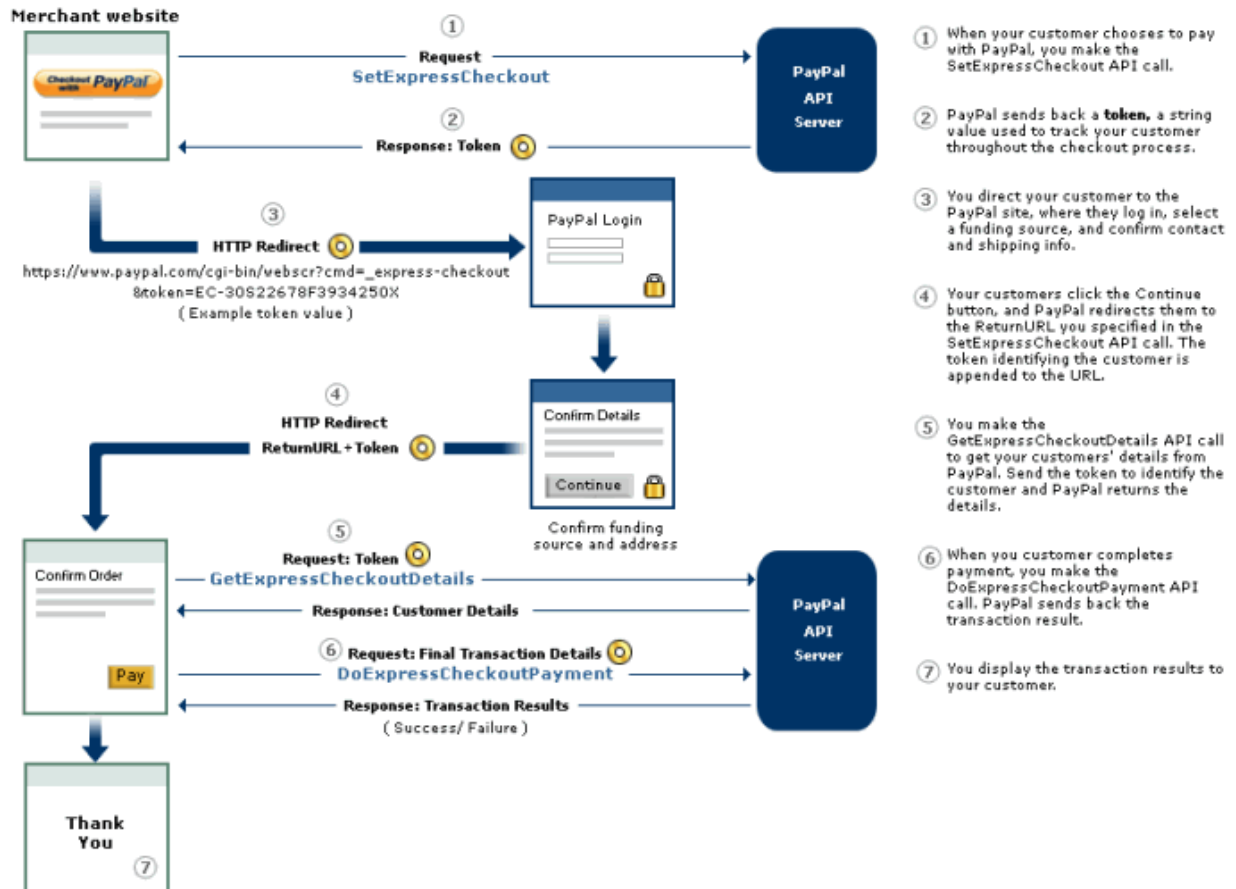 Merchant website
Checkout with PayPal
1
Request
SetExpressCheckout
2
Response: Token
PayPal
API
Server
3
HTTP Redirect
https://www.paypal.com/cgi-bin/webscr?cmd=_express-checkout
&token=EC-30S22678F3934250X
( Example token value )
PayPal Login
4
HTTP Redirect
ReturnURL+Token
Confirm Details
Continue
Confirm funding
source and address
Confirm Order
Pay
5
Request: Token
GetExpressCheckoutDetails
Response: Customer Details
6 Request: Final Transaction Details
DoExpressCheckoutPayment
Response: Transaction Results
( Success/ Failure )
PayPal
API
Server
Thank
You
7
1 When your customer chooses to pay
with PayPal, you make the
SetExpressCheckout API call.
2 PayPal sends back a token, a string
value used to track your customer
throughout the checkout process.
3 You direct your customer to the
PayPal site, where they log in, select
a funding source, and confirm contact
and shipping info.
4 Your customers click the Continue
button, and PayPal redirects them to
the ReturnURL you specified in the
SetExpressCheckout API call. The
token identifying the customer is
appended to the URL.
5 You make the
GetExpressCheckoutDetails API call
to get your customers' details from
PayPal. Send the token to identify the
customer and PayPal returns the
details.
6 When you customer completes
payment, you make the
DoExpressCheckoutPayment API
call. PayPal sends back the
transaction result.
7 You display the transaction results to
your customer.